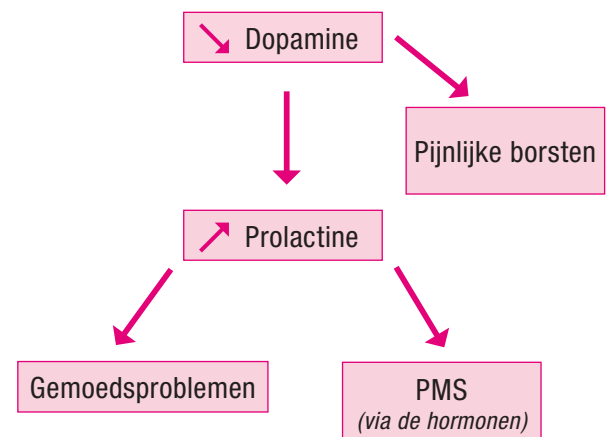 Dopamine
Pijnlijke borsten
Prolactine
Gemoedsproblemen
PMS
(via de hormonen)